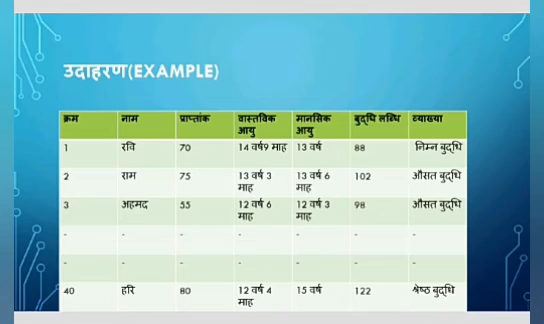 उदाहरण(EXAMPLE)
क्रम नाम प्राप्तांक वास्तविक आयु मानसिक आयु बुद्धि लब्धि व्याख्या
1 रवि 70 14 वर्ष9 माह 13 वर्ष 88 निम्न बुद्धि
2 राम 75 13 वर्ष 3 माह 13 वर्ष 6 माह 102 औसत बुद्धि
3 अहमद 55 12 वर्ष 6 माह 12 वर्ष 3 माह 98 औसत बुद्धि
- - - - - - -
- - - - - - -
40 हरि 80 12 वर्ष 4 माह 15 वर्ष 122 श्रेष्ठ बुद्धि